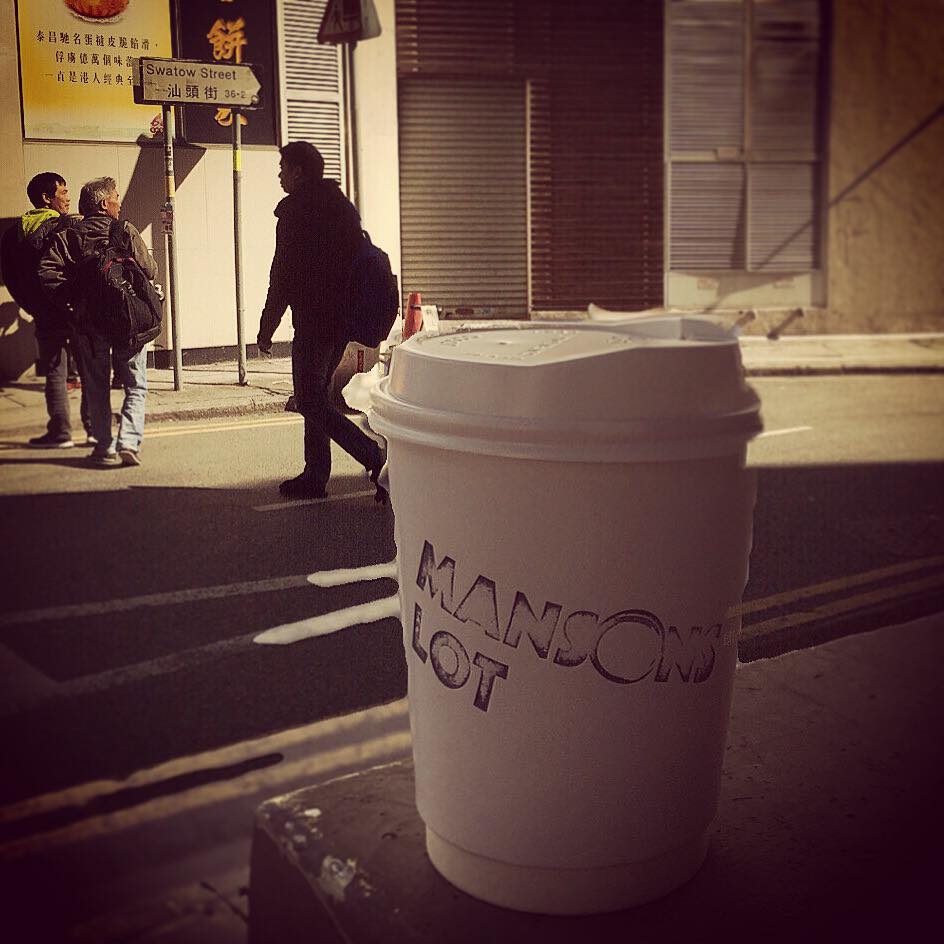 泰昌馳名蛋撻皮脆餡滑，
俘虜億萬個味蕾
一直是港人經典至
餅
Swatow Street
汕頭街 36-2
MANSONS
LOT